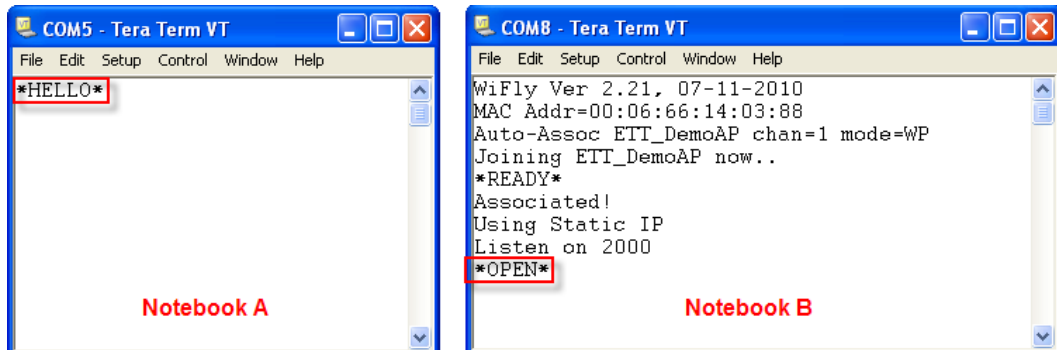 COM5 - Tera Term VT
File Edit Setup Control Window Help
*HELLO*
Notebook A
COM8 - Tera Term VT
File Edit Setup Control Window Help
WiFly Ver 2.21, 07-11-2010
MAC Addr=00:06:66:14:03:88
Auto-Assoc ETT_DemoAP chan=1 mode=WP
Joining ETT_DemoAP now..
*READY*
Associated!
Using Static IP
Listen on 2000
*OPEN*
Notebook B